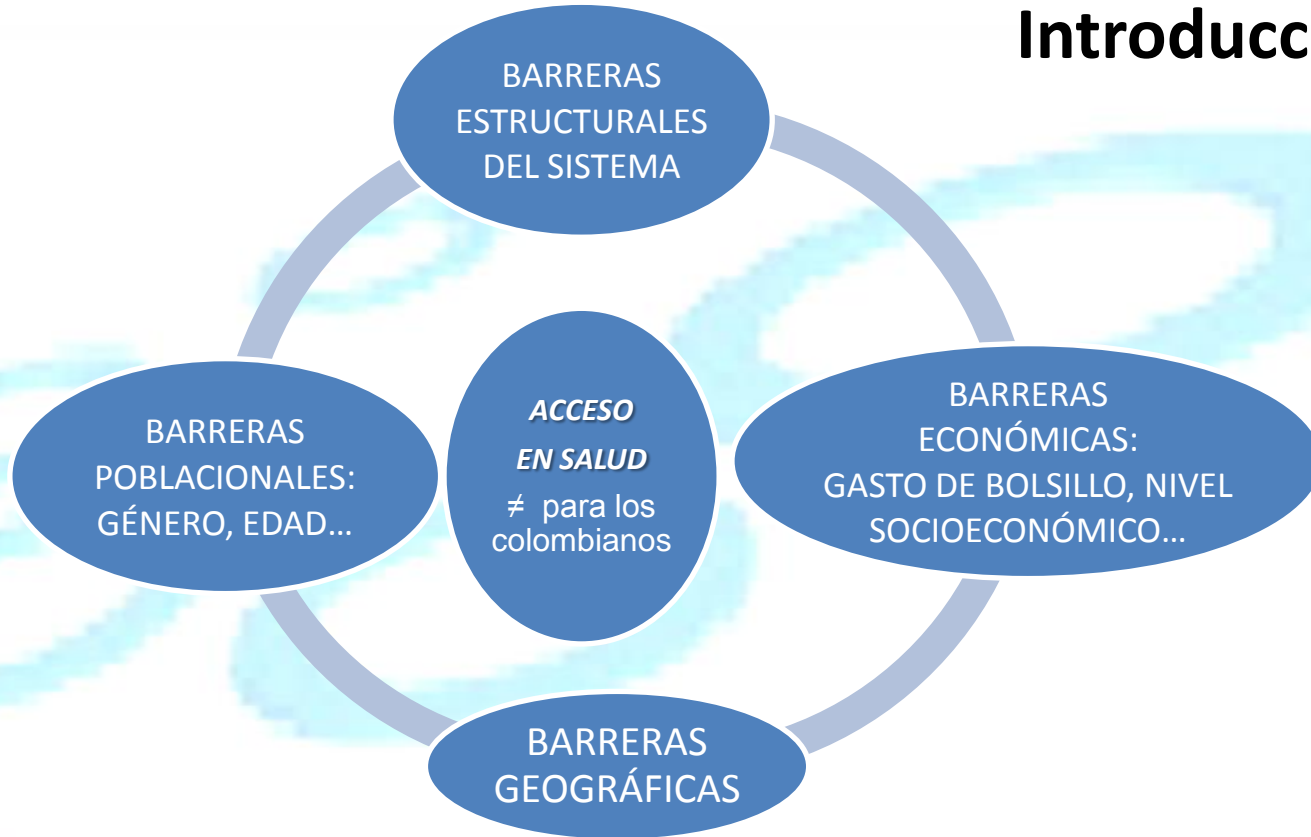 Introducc
BARRERAS
ESTRUCTURALES
DEL SISTEMA
BARRERAS
POBLACIONALES:
GÉNERO, EDAD…
ACCESO
EN SALUD
≠ para los
colombianos
BARRERAS
ECONÓMICAS:
GASTO DE BOLSILLO, NIVEL
SOCIOECONÓMICO…
BARRERAS
GEOGRÁFICAS